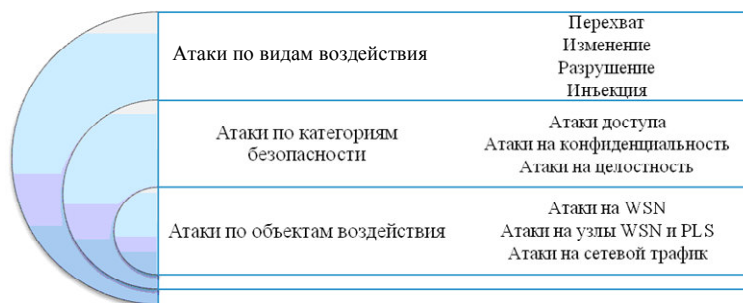 Атаки по видам воздействия
Перехват
Изменение
Разрушение
Инъекция
Атаки по категориям
безопасности
Атаки доступа
Атаки на конфиденциальность
Атаки на целостность
Атаки по объектам воздействия
Атаки на WSN
Атаки на узлы WSN и PLS
Атаки на сетевой трафик